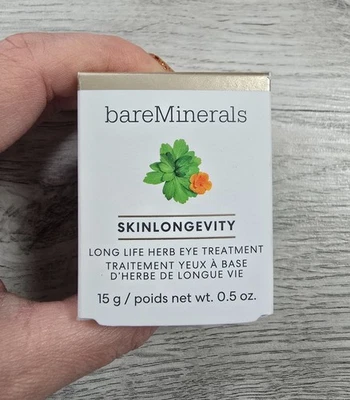 bareMinerals
SKINLONGEVITY
LONG LIFE HERB EYE TREATMENT
TRAITEMENT YEUX À BASE
D'HERBE DE LONGUE VIE
15 g / poids net wt. 0.5 oz.